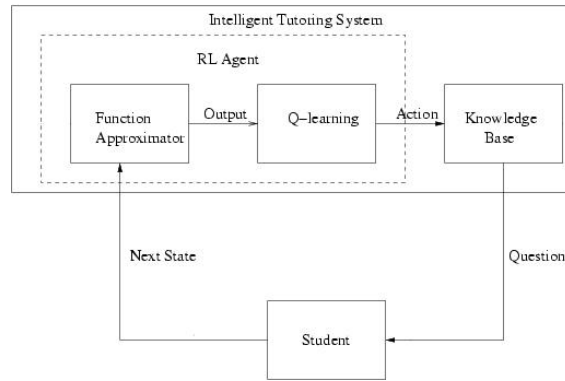 Intelligent Tutoring System
RL Agent
Function
Approximator
Output
Q-learning
Action
Knowledge
Base
Next State
Question
Student